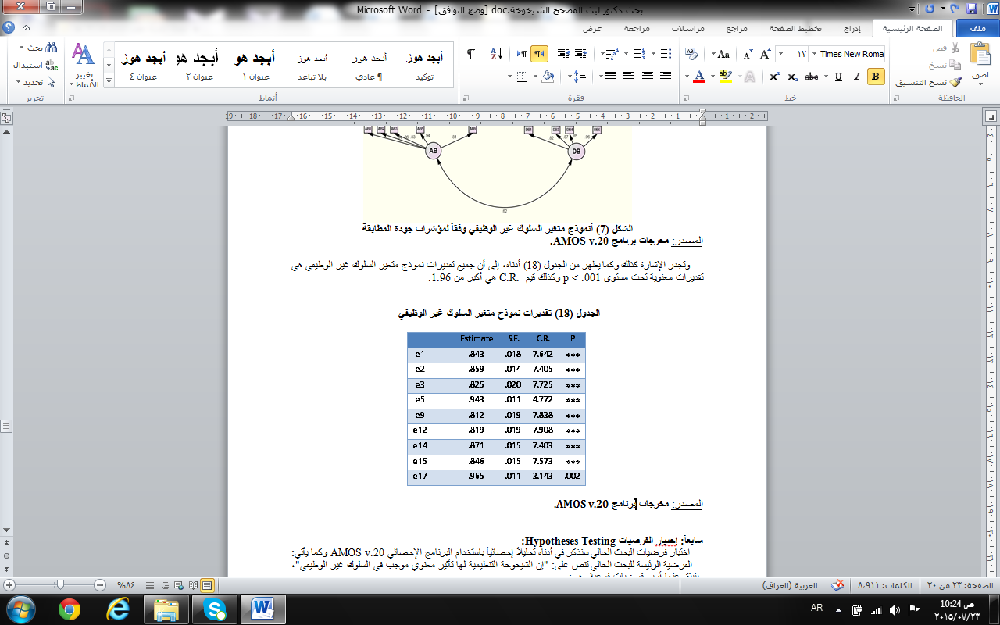 بحث دكتور ليث المصحح الشيخوخة.doc [وضع التوافق] - Microsoft Word
ملف
الصفحة الرئيسية
إدراج
تخطيط الصفحة
مراجع
مراسلات
مراجعة
عرض
لصق
قص
نسخ
نسخ التنسيق
الحافظة
Times New Roma
١٢
خط
فقرة
أبجد هوز
توكيد
أبجد هوز
¶ عادي
أبجد هوز
بلا تباعد
أبجد هو
عنوان ١
أبجد هو
عنوان ٢
أبجد هوز
عنوان ٤
تغيير الأنماط
أنماط
بحث
استبدال
تحديد
تحرير
AB1 AB2 AB3 AB5 AB9 DB1 DB3 DB4 DB6
AB
DB
الشكل (7) أنموذج متغير السلوك غير الوظيفي وفقاً لمؤشرات جودة المطابقة
المصدر: مخرجات برنامج AMOS v.20.
وتجدر الإشارة كذلك وكما يظهر من الجدول (18) أدناه، إلى أن جميع تقديرات نموذج متغير السلوك غير الوظيفي هي
تقديرات معنوية تحت مستوى p < .001 وكذلك قيم C.R. هي أكبر من 1.96.
الجدول (18) تقديرات نموذج متغير السلوك غير الوظيفي
Estimate S.E. C.R. P
e1 .843 .018 7.642 ***
e2 .859 .014 7.405 ***
e3 .825 .020 7.725 ***
e5 .943 .011 4.772 ***
e9 .812 .019 7.838 ***
e12 .819 .019 7.908 ***
e14 .871 .015 7.403 ***
e15 .846 .015 7.573 ***
e17 .965 .011 3.143 .002
المصدر: مخرجات برنامج AMOS v.20.
سابعاً: إختبار الفرضيات Hypotheses Testing:
اختبار فرضيات البحث الحالي سنذكر في أدناه تحليلاً إحصائياً باستخدام البرنامج الإحصائي AMOS v.20 وكما يأتي:
الفرضية الرئيسة للبحث الحالي تنص على: "إن الشيخوخة التنظيمية لها تأثير معنوي موجب في السلوك غير الوظيفي"،
الصفحة: ٢٣ من ٣٠
الكلمات: ٨،٩١١
العربية (العراق)
٨٤%
AR
10:24 ص
٢٠١٥/٠٧/٢٣